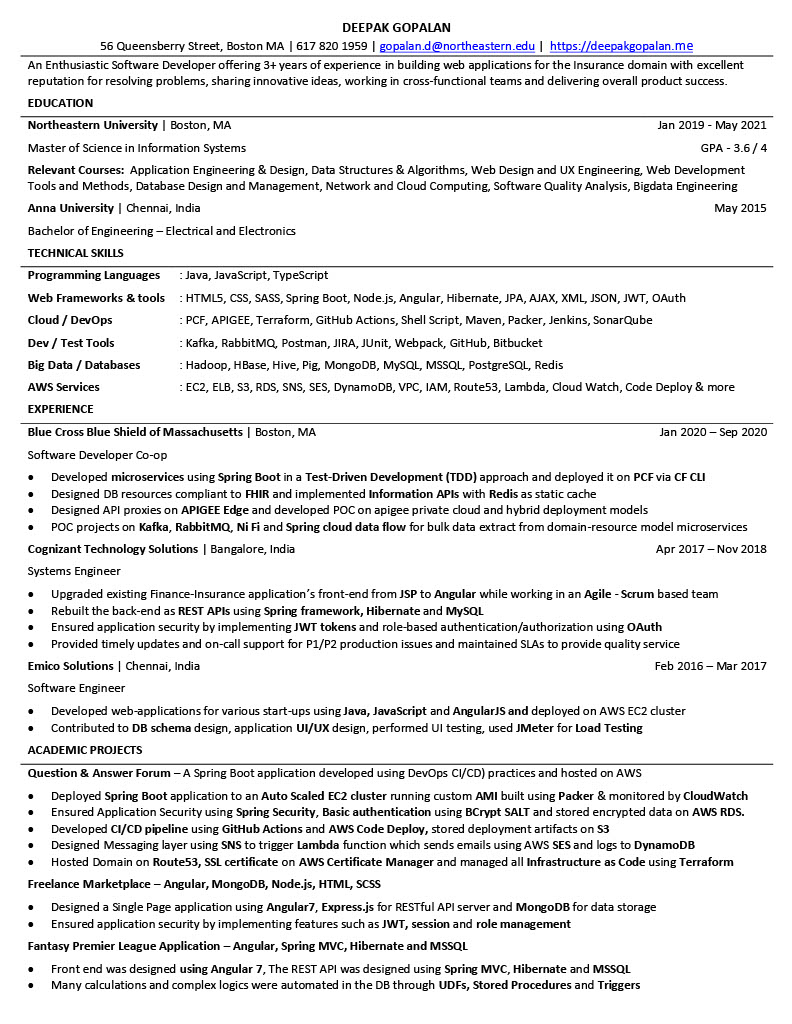 DEEPAK GOPALAN
56 Queensberry Street, Boston MA | 617 820 1959 | gopalan.d@northeastern.edu | https://deepakgopalan.me
An Enthusiastic Software Developer offering 3+ years of experience in building web applications for the Insurance domain with excellent
reputation for resolving problems, sharing innovative ideas, working in cross-functional teams and delivering overall product success.
EDUCATION
Northeastern University | Boston, MA Jan 2019 - May 2021
Master of Science in Information Systems GPA - 3.6 / 4
Relevant Courses: Application Engineering & Design, Data Structures & Algorithms, Web Design and UX Engineering, Web Development
Tools and Methods, Database Design and Management, Network and Cloud Computing, Software Quality Analysis, Bigdata Engineering
Anna University | Chennai, India May 2015
Bachelor of Engineering – Electrical and Electronics
TECHNICAL SKILLS
Programming Languages : Java, JavaScript, TypeScript
Web Frameworks & tools : HTML5, CSS, SASS, Spring Boot, Node.js, Angular, Hibernate, JPA, AJAX, XML, JSON, JWT, OAuth
Cloud / DevOps : PCF, APIGEE, Terraform, GitHub Actions, Shell Script, Maven, Packer, Jenkins, SonarQube
Dev / Test Tools : Kafka, RabbitMQ, Postman, JIRA, JUnit, Webpack, GitHub, Bitbucket
Big Data / Databases : Hadoop, HBase, Hive, Pig, MongoDB, MySQL, MSSQL, PostgreSQL, Redis
AWS Services : EC2, ELB, S3, RDS, SNS, SES, DynamoDB, VPC, IAM, Route53, Lambda, Cloud Watch, Code Deploy & more
EXPERIENCE
Blue Cross Blue Shield of Massachusetts | Boston, MA Jan 2020 – Sep 2020
Software Developer Co-op
• Developed microservices using Spring Boot in a Test-Driven Development (TDD) approach and deployed it on PCF via CF CLI
• Designed DB resources compliant to FHIR and implemented Information APIs with Redis as static cache
• Designed API proxies on APIGEE Edge and developed POC on apigee private cloud and hybrid deployment models
• POC projects on Kafka, RabbitMQ, Ni Fi and Spring cloud data flow for bulk data extract from domain-resource model microservices
Cognizant Technology Solutions | Bangalore, India Apr 2017 – Nov 2018
Systems Engineer
• Upgraded existing Finance-Insurance application's front-end from JSP to Angular while working in an Agile - Scrum based team
• Rebuilt the back-end as REST APIs using Spring framework, Hibernate and MySQL
• Ensured application security by implementing JWT tokens and role-based authentication/authorization using OAuth
• Provided timely updates and on-call support for P1/P2 production issues and maintained SLAs to provide quality service
Emico Solutions | Chennai, India Feb 2016 – Mar 2017
Software Engineer
• Developed web-applications for various start-ups using Java, JavaScript and AngularJS and deployed on AWS EC2 cluster
• Contributed to DB schema design, application UI/UX design, performed UI testing, used JMeter for Load Testing
ACADEMIC PROJECTS
Question & Answer Forum – A Spring Boot application developed using DevOps CI/CD) practices and hosted on AWS
• Deployed Spring Boot application to an Auto Scaled EC2 cluster running custom AMI built using Packer & monitored by CloudWatch
• Ensured Application Security using Spring Security, Basic authentication using BCrypt SALT and stored encrypted data on AWS RDS.
• Developed CI/CD pipeline using GitHub Actions and AWS Code Deploy, stored deployment artifacts on S3
• Designed Messaging layer using SNS to trigger Lambda function which sends emails using AWS SES and logs to DynamoDB
• Hosted Domain on Route53, SSL certificate on AWS Certificate Manager and managed all Infrastructure as Code using Terraform
Freelance Marketplace – Angular, MongoDB, Node.js, HTML, SCSS
• Designed a Single Page application using Angular7, Express.js for RESTful API server and MongoDB for data storage
• Ensured application security by implementing features such as JWT, session and role management
Fantasy Premier League Application – Angular, Spring MVC, Hibernate and MSSQL
• Front end was designed using Angular 7, The REST API was designed using Spring MVC, Hibernate and MSSQL
• Many calculations and complex logics were automated in the DB through UDFs, Stored Procedures and Triggers